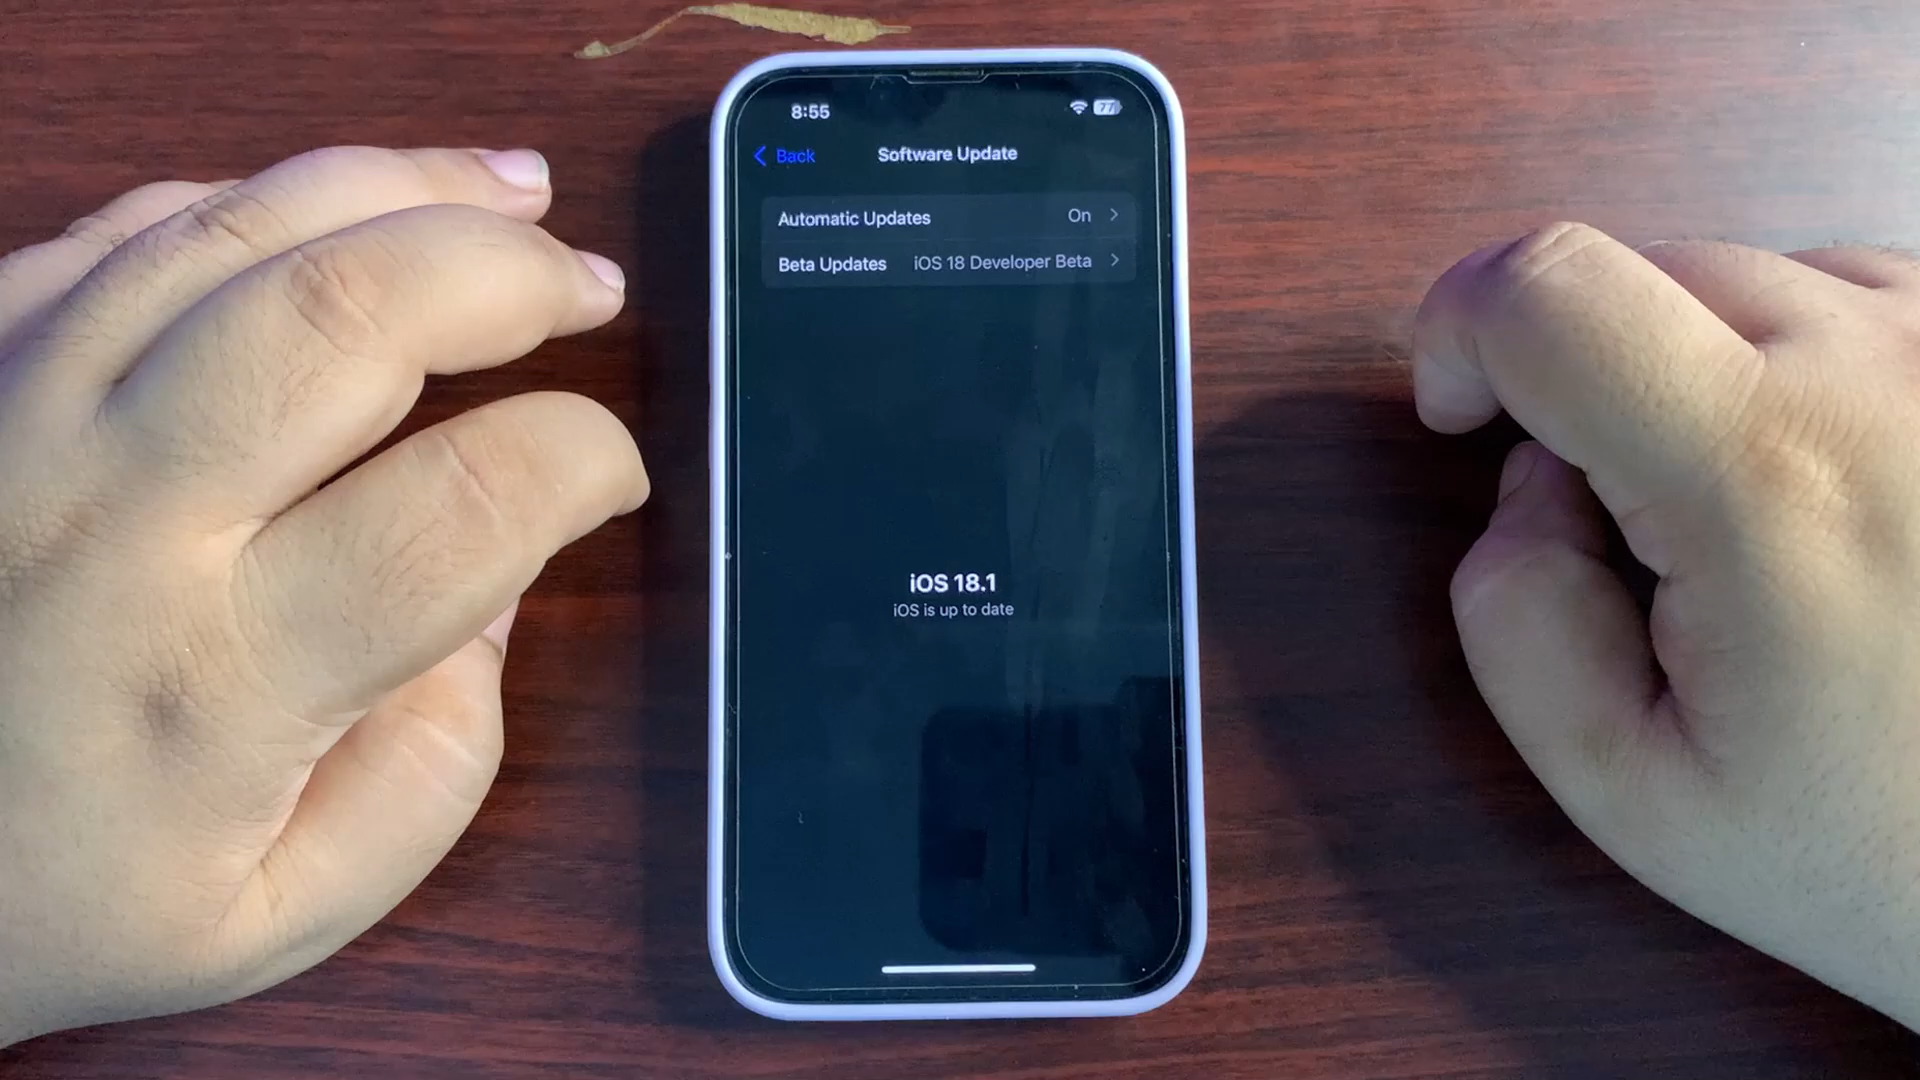 8:55
77
Back
Software Update
Automatic Updates On
Beta Updates iOS 18 Developer Beta
iOS 18.1
iOS is up to date